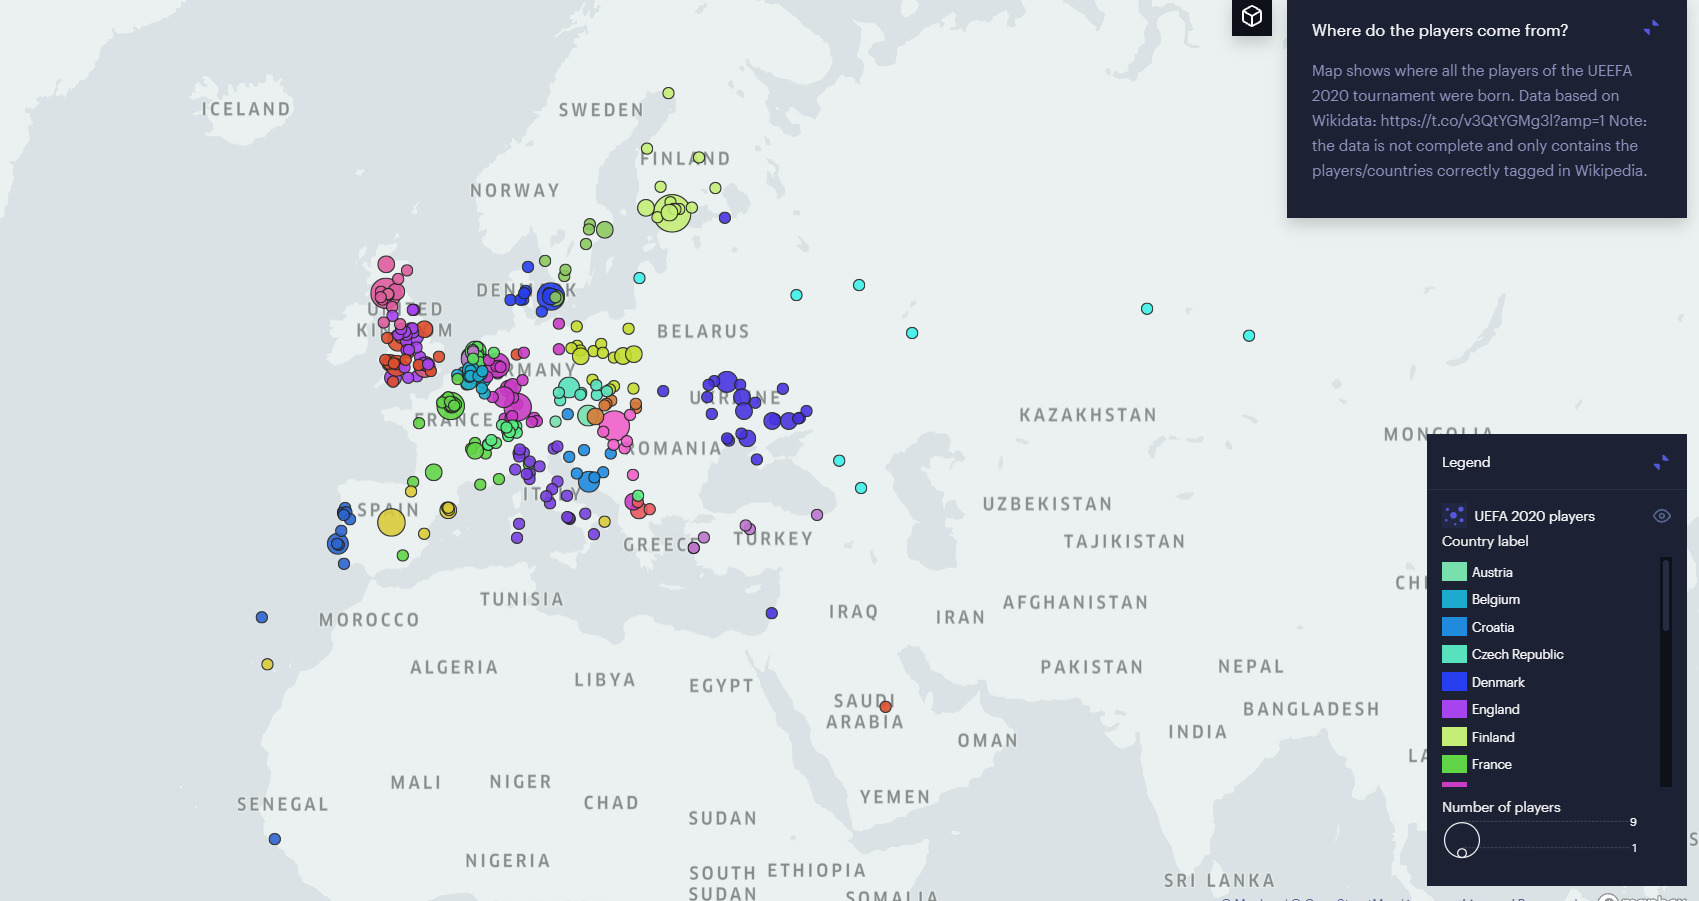 Where do the players come from?
Map shows where all the players of the UEEFA
2020 tournament were born. Data based on
Wikidata: https://t.co/v3QtYGMg3l?amp=1 Note:
the data is not complete and only contains the
players/countries correctly tagged in Wikipedia.
ICELAND
SWEDEN
FINLAND
NORWAY
DENMARK
UNITED
KINGDOM
BELARUS
GERMANY
UKRAINE
FRANCE
KAZAKHSTAN
MONGOLIA
ROMANIA
ITALY
SPAIN
UZBEKISTAN
GREECE
TURKEY
TAJIKISTAN
TUNISIA
MOROCCO
IRAQ
IRAN
AFGHANISTAN
CHI
ALGERIA
LIBYA
EGYPT
PAKISTAN
NEPAL
SAUDI
ARABIA
BANGLADESH
OMAN
INDIA
LA
MALI
NIGER
CHAD
YEMEN
SENEGAL
SUDAN
NIGERIA
SOUTH
SUDAN
ETHIOPIA
SRI LANKA
SOMALIA
S
Legend
UEFA 2020 players
Country label
Austria
Belgium
Croatia
Czech Republic
Denmark
England
Finland
France
Number of players
9
1